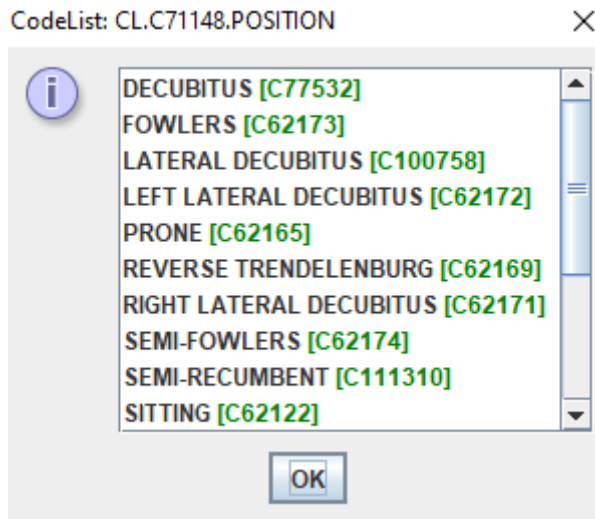 CodeList: CL.C71148.POSITION
DECUBITUS [C77532]
FOWLERS [C62173]
LATERAL DECUBITUS [C100758]
LEFT LATERAL DECUBITUS [C62172]
PRONE [C62165]
REVERSE TRENDELENBURG [C62169]
RIGHT LATERAL DECUBITUS [C62171]
SEMI-FOWLERS [C62174]
SEMI-RECUMBENT [C111310]
SITTING [C62122]
OK